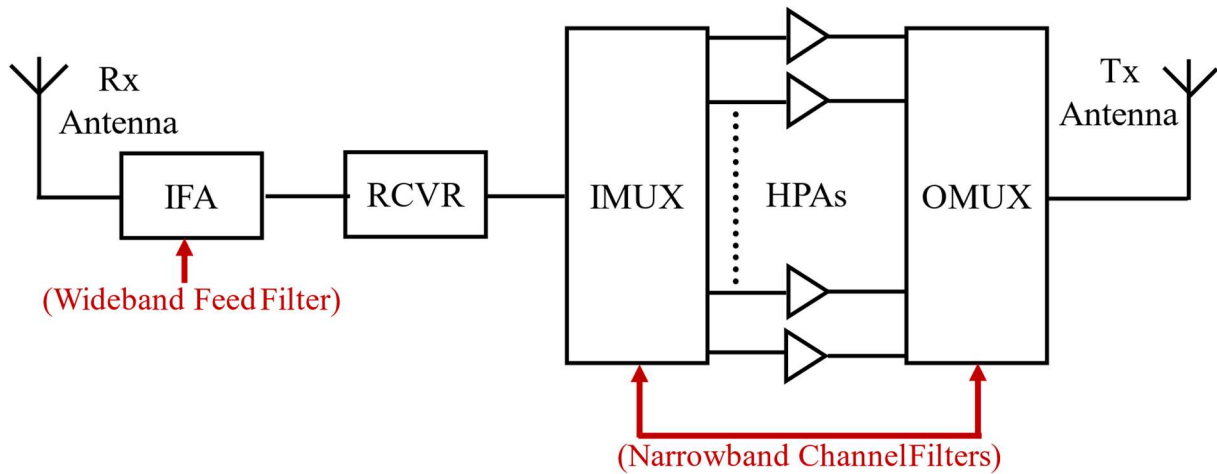 Rx
Antenna
Tx
Antenna
IFA
RCVR
IMUX
HPAs
OMUX
(Wideband Feed Filter)
(Narrowband Channel Filters)